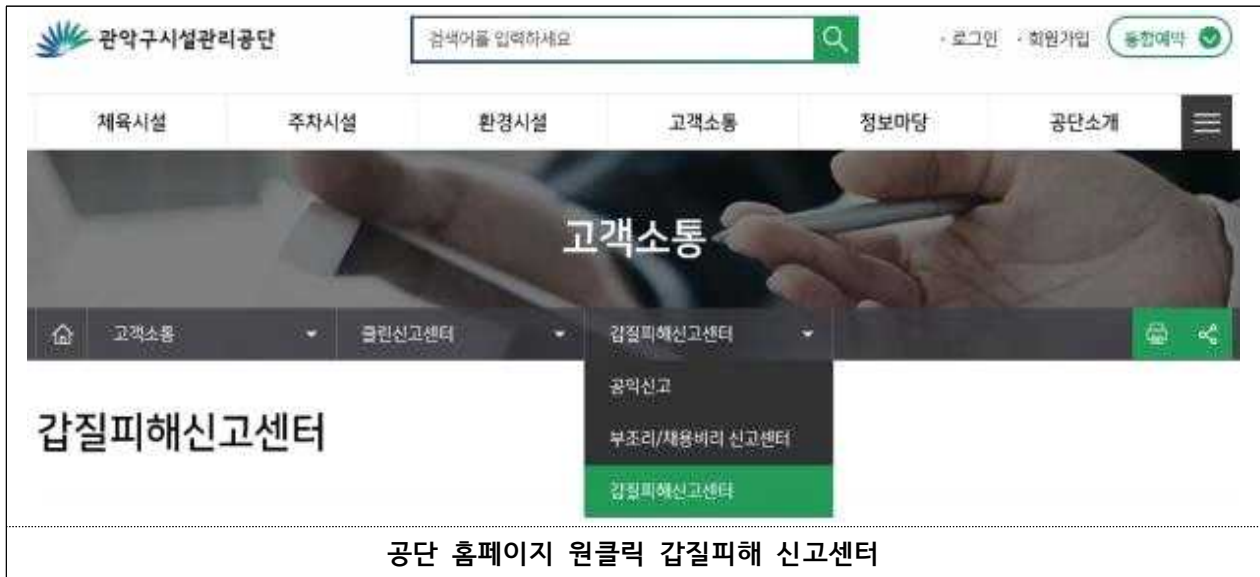 관악구시설관리공단
검색어를 입력하세요
· 로그인 · 회원가입 통합예약
체육시설 주차시설 환경시설 고객소통 정보마당 공단소개
고객소통
고객소통 클린신고센터 갑질피해신고센터
공익신고
부조리/채용비리 신고센터
갑질피해신고센터
갑질피해신고센터
공단 홈페이지 원클릭 갑질피해 신고센터